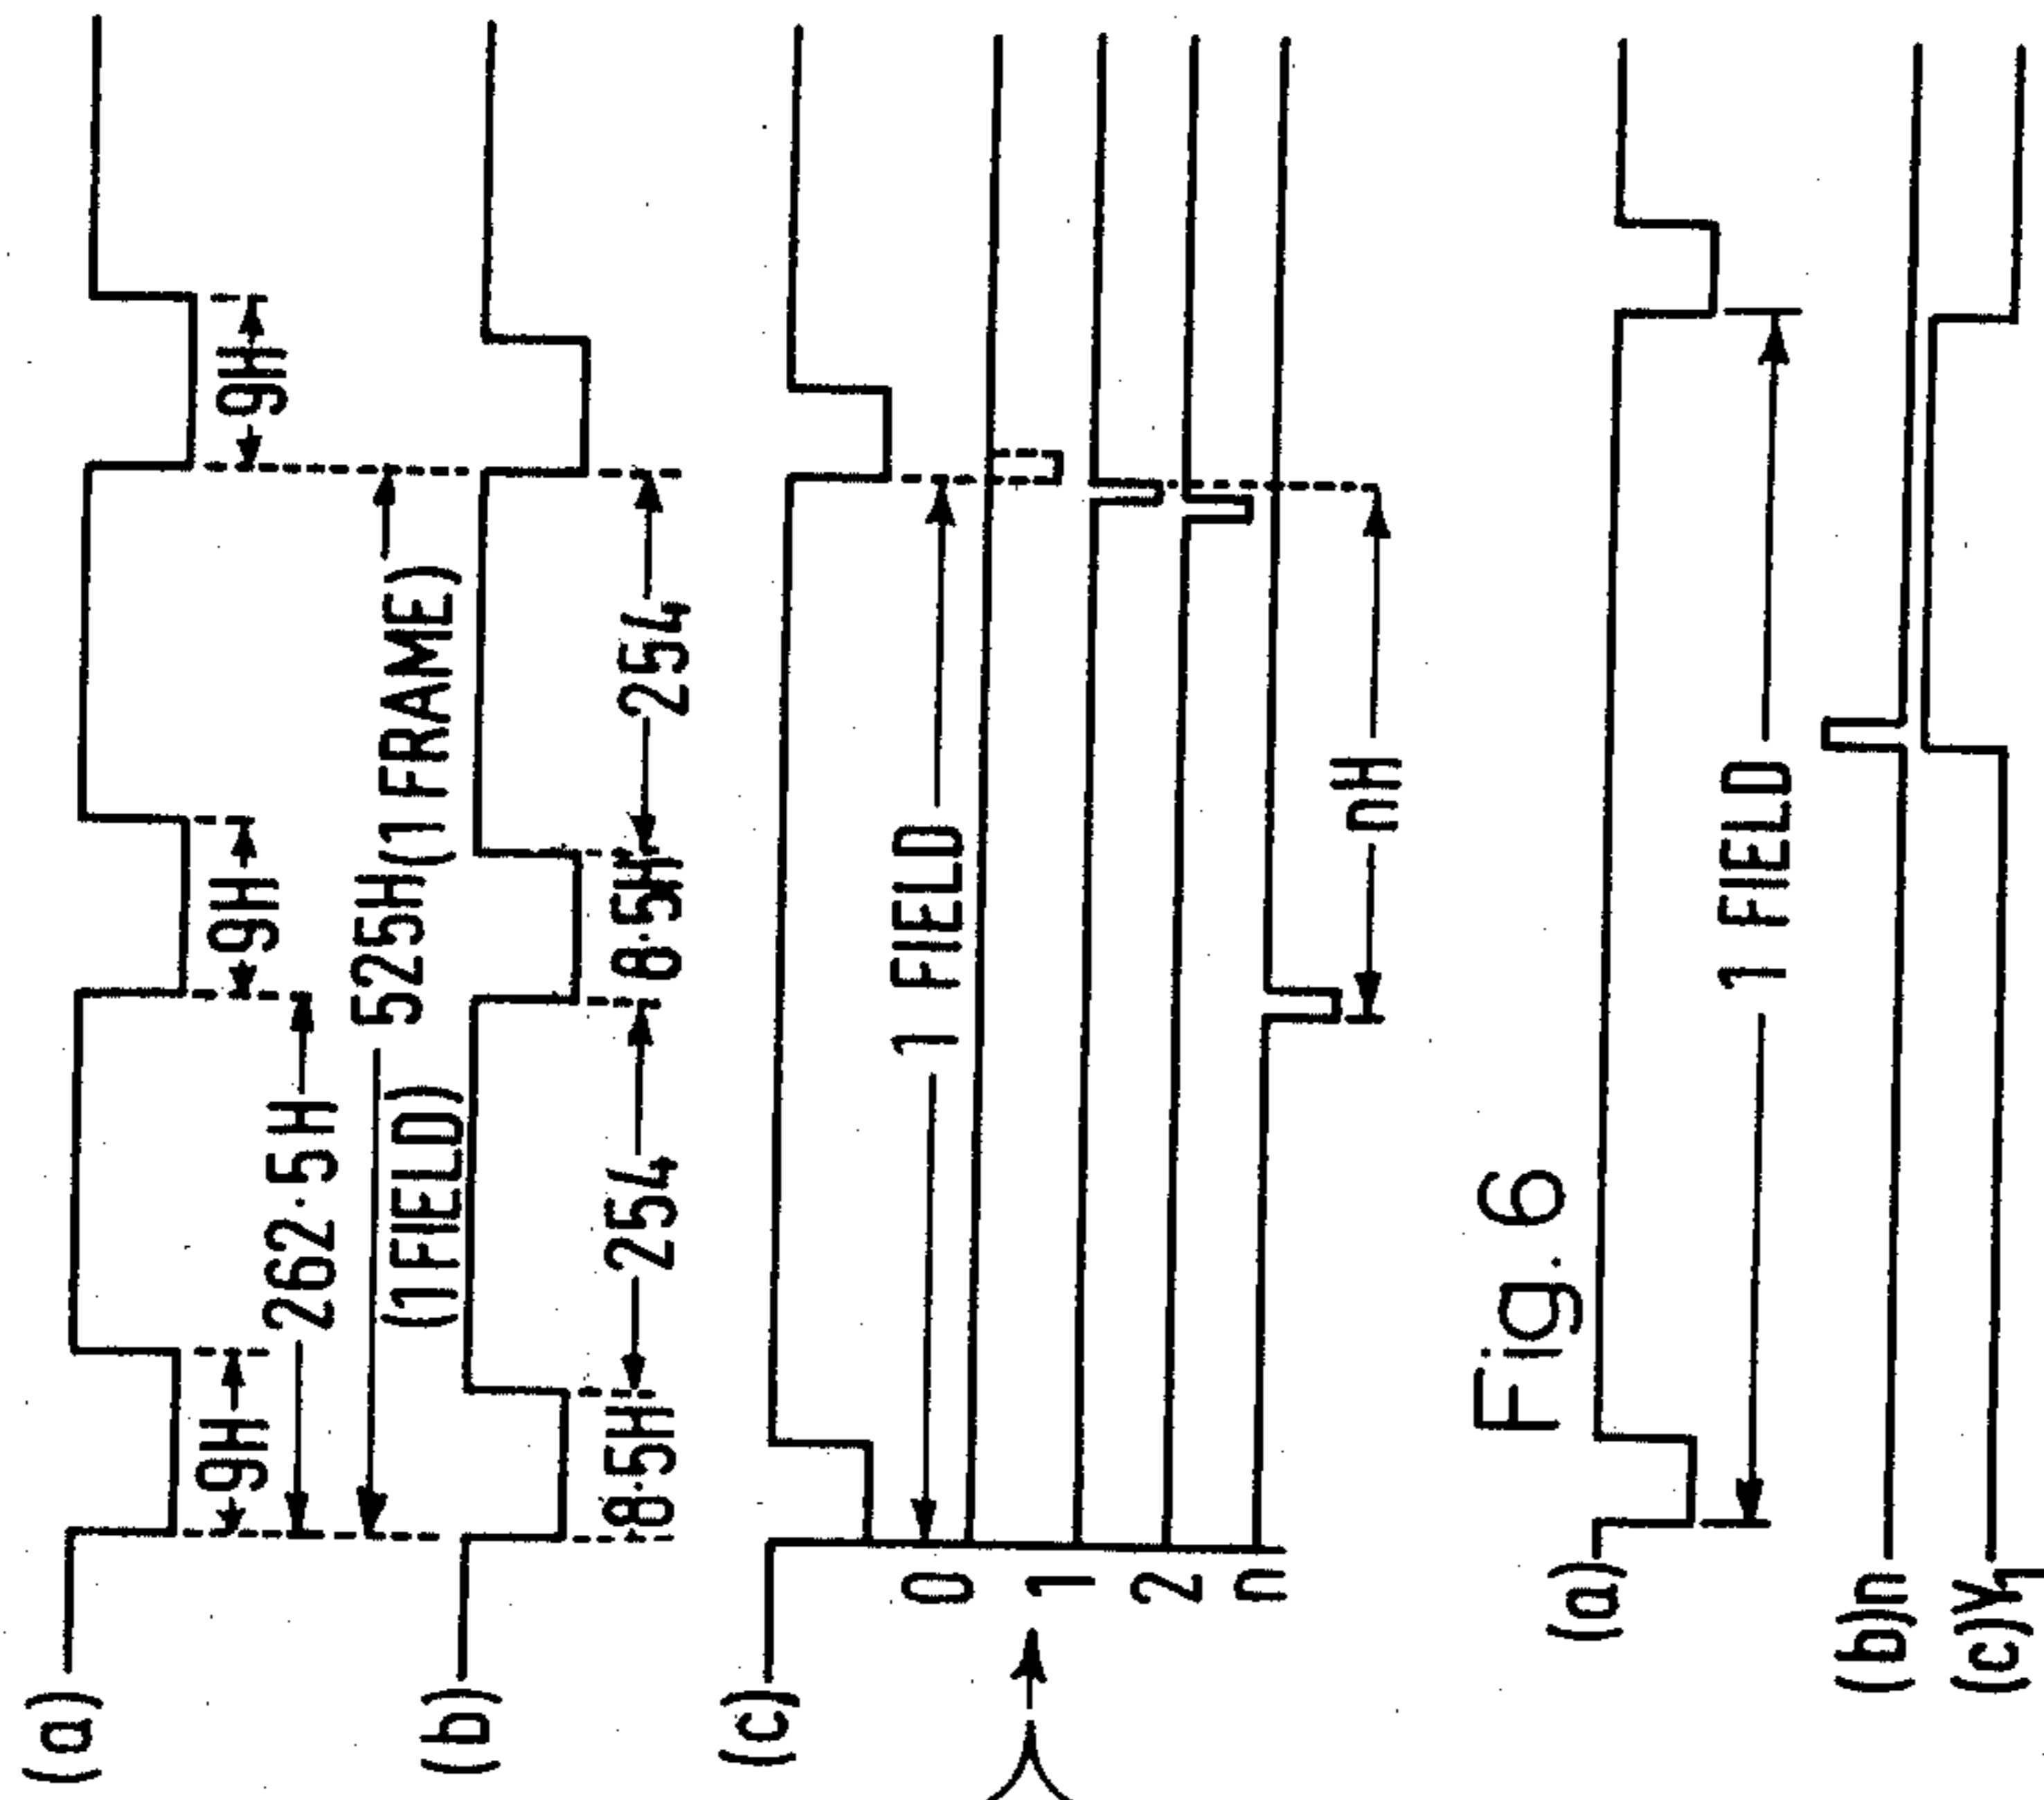 (a)
9H
9H
9H
262.5H
525H(1FRAME)
(1FIELD)
(b)
8.5H
254
8.5H
254
(c)
1 FIELD
0
1
2
n
nH
Fig.6
(a)
1 FIELD
(b)n
(c)Y1